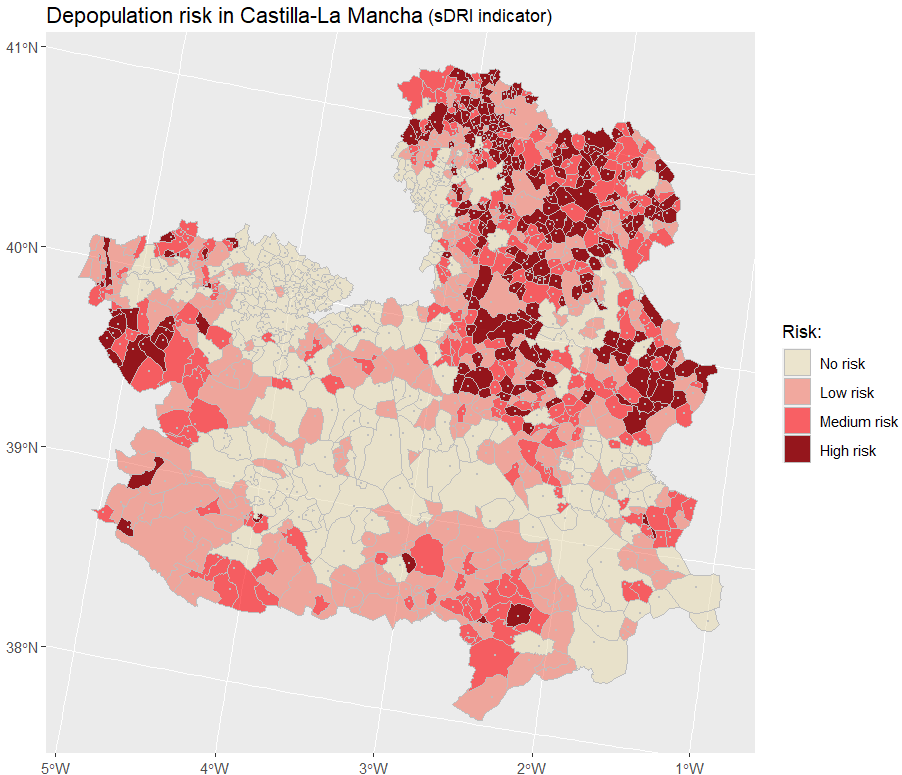 Depopulation risk in Castilla-La Mancha (sDRI indicator)
41°N
40°N
39°N
38°N
5°W
4°W
3°W
2°W
1°W
Risk:
No risk
Low risk
Medium risk
High risk